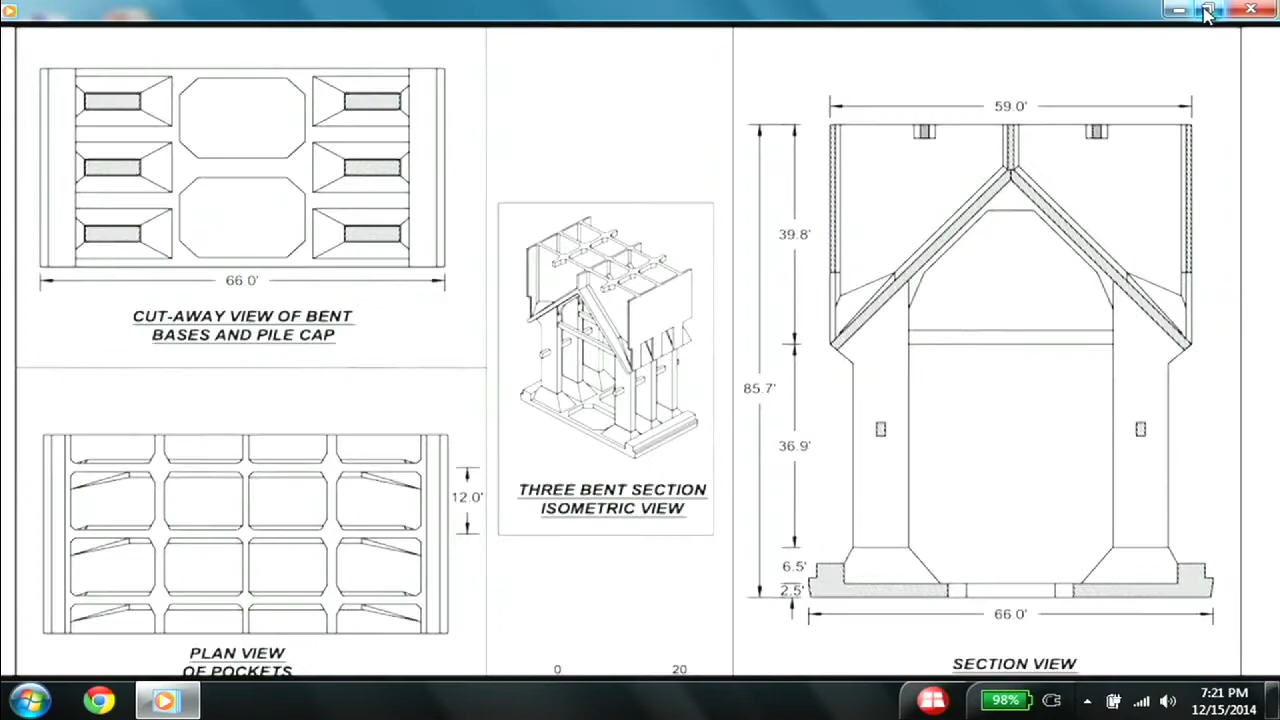 66.0'
CUT-AWAY VIEW OF BENT
BASES AND PILE CAP
12.0'
PLAN VIEW
OF POCKETS
THREE BENT SECTION
ISOMETRIC VIEW
0 20
59.0'
39.8'
85.7'
36.9'
6.5'
2.5'
66.0'
SECTION VIEW
98%
7:21 PM
12/15/2014